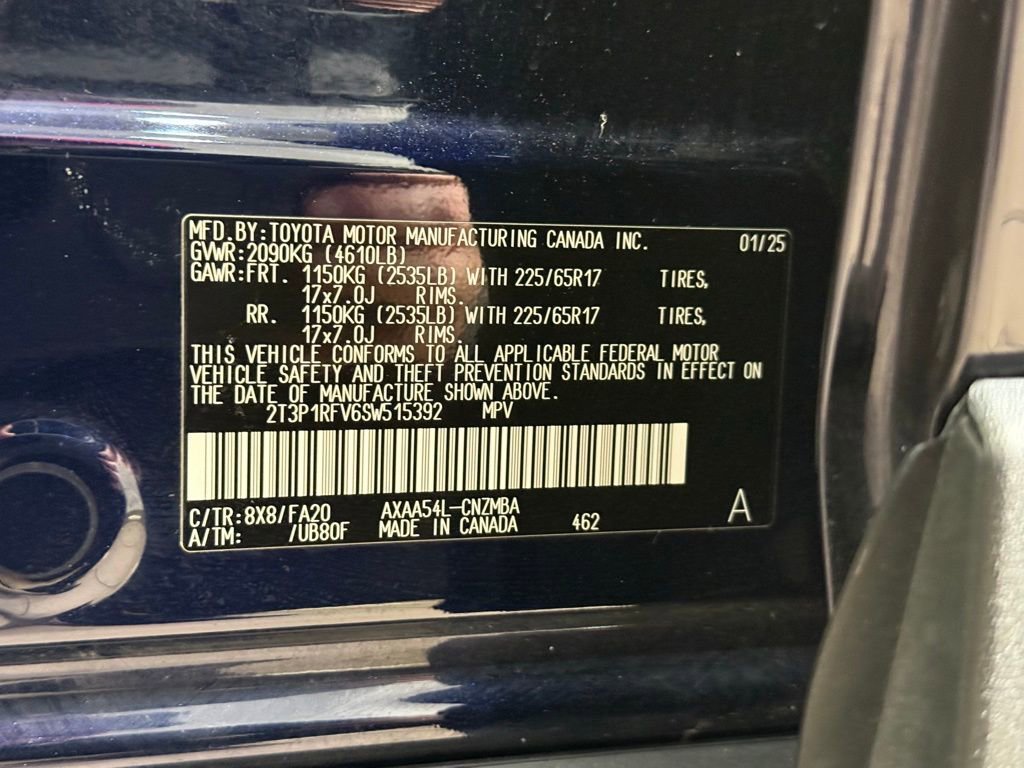 MFD.BY:TOYOTA MOTOR MANUFACTURING CANADA INC. 01/25
GVWR:2090KG (4610LB)
GAWR:FRT. 1150KG (2535LB) WITH 225/65R17 TIRES,
17x7.0J RIMS.
RR. 1150KG (2535LB) WITH 225/65R17 TIRES,
17x7.0J RIMS.
THIS VEHICLE CONFORMS TO ALL APPLICABLE FEDERAL MOTOR
VEHICLE SAFETY AND THEFT PREVENTION STANDARDS IN EFFECT ON
THE DATE OF MANUFACTURE SHOWN ABOVE.
2T3P1RFV6SW515392 MPV
C/TR:8X8/FA20 AXAA54L-CNZMBA
A/TM: /UB80F MADE IN CANADA 462 A